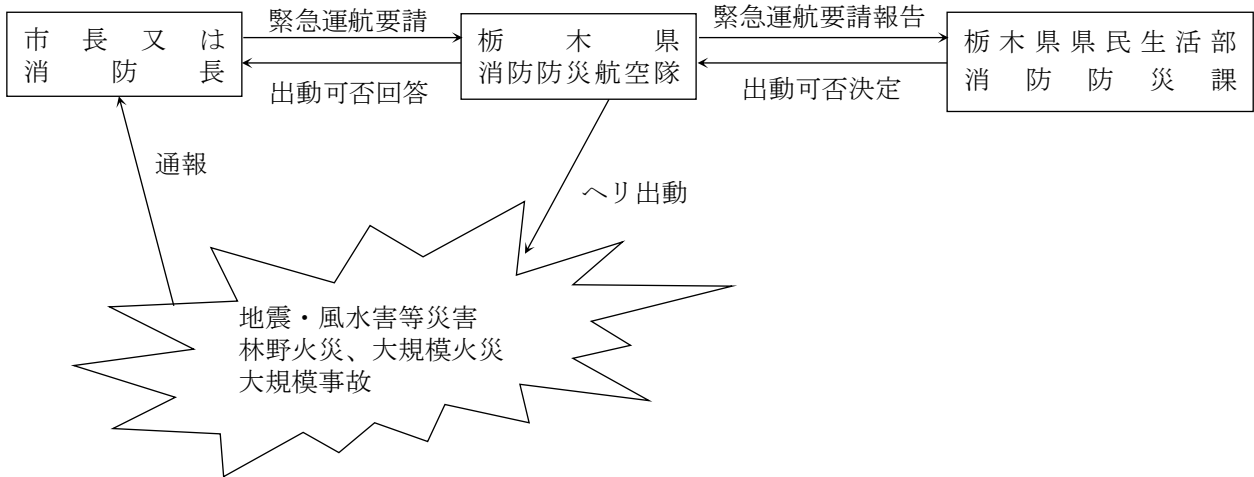 市長又は
消防長
緊急運航要請
出動可否回答
栃木県
消防防災航空隊
緊急運航要請報告
出動可否決定
栃木県県民生活部
消防防災課
通報
ヘリ出動
地震・風水害等災害
林野火災、大規模火災
大規模事故